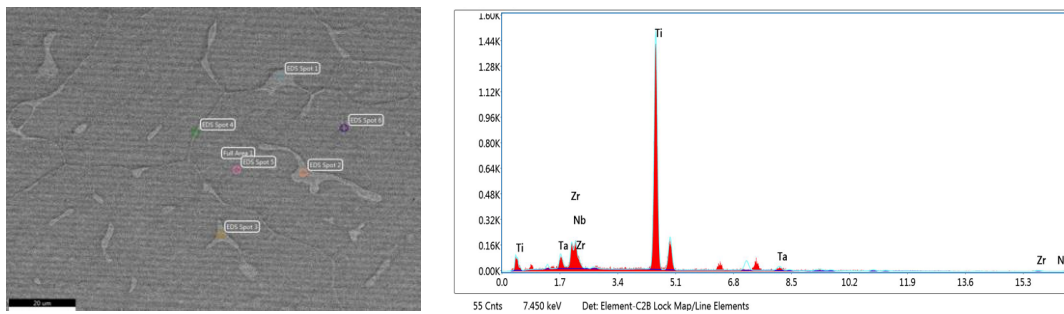 EDS Spot 1
EDS Spot 4
EDS Spot 6
Full Area 1
EDS Spot 5
EDS Spot 2
EDS Spot 3
20 um
1.60K
1.44K
1.28K
1.12K
0.96K
0.80K
0.64K
0.48K
0.32K
0.16K
0.00K
Ti
Zr
Nb
Ti
Ta
Zr
Ta
Zr
N
0.0 1.7 3.4 5.1 6.8 8.5 10.2 11.9 13.6 15.3
55 Cnts 7.450 keV Det: Element-C2B Lock Map/Line Elements